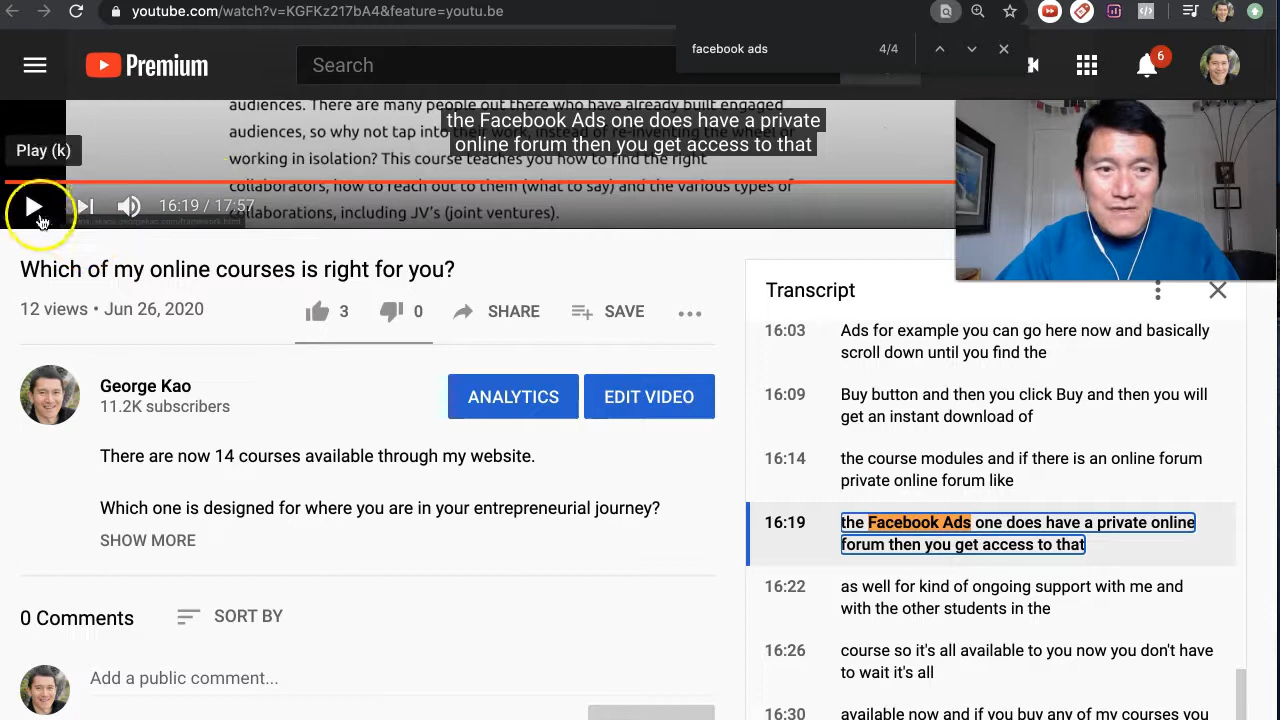 youtube.com/watch?v=KGFKz217bA4&feature=youtu.be
facebook ads
4/4
Premium
Search
6
audiences. There are many people out there who have already built engaged
audiences, so why not tap into their work, instead of re-inventing the wheel or
working in isolation? This course teaches you how to find the right
collaborators, how to reach out to them (what to say) and the various types of
collaborations, including JV's (joint ventures).
the Facebook Ads one does have a private
online forum then you get access to that
Play (k)
16:19 / 17:57
Which of my online courses is right for you?
12 views • Jun 26, 2020
3
0
SHARE
SAVE
George Kao
11.2K subscribers
ANALYTICS
EDIT VIDEO
There are now 14 courses available through my website.
Which one is designed for where you are in your entrepreneurial journey?
SHOW MORE
0 Comments
SORT BY
Add a public comment...
Transcript
16:03
Ads for example you can go here now and basically
scroll down until you find the
16:09
Buy button and then you click Buy and then you will
get an instant download of
16:14
the course modules and if there is an online forum
private online forum like
16:19
the Facebook Ads one does have a private online
forum then you get access to that
16:22
as well for kind of ongoing support with me and
with the other students in the
16:26
course so it's all available to you now you don't have
to wait it's all
16:30
available now and if you buy any of my courses you